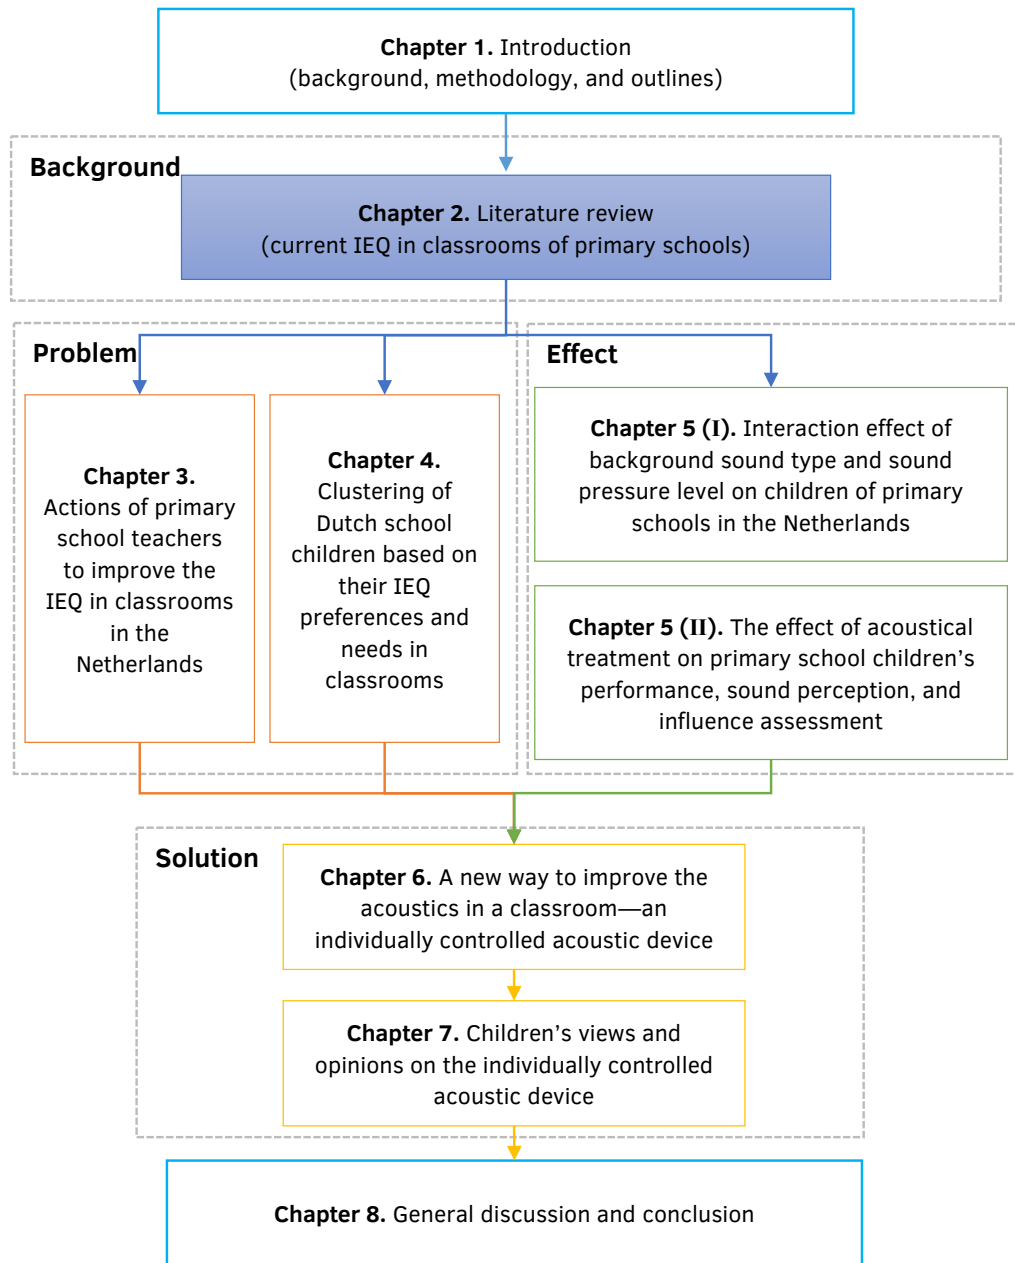 Chapter 1. Introduction
(background, methodology, and outlines)
Background
Chapter 2. Literature review
(current IEQ in classrooms of primary schools)
Problem
Chapter 3.
Actions of primary
school teachers
to improve the
IEQ in classrooms
in the
Netherlands
Chapter 4.
Clustering of
Dutch school
children based on
their IEQ
preferences and
needs in
classrooms
Effect
Chapter 5 (I). Interaction effect of
background sound type and sound
pressure level on children of primary
schools in the Netherlands
Chapter 5 (II). The effect of acoustical
treatment on primary school children’s
performance, sound perception, and
influence assessment
Solution
Chapter 6. A new way to improve the
acoustics in a classroom—an
individually controlled acoustic device
Chapter 7. Children’s views and
opinions on the individually controlled
acoustic device
Chapter 8. General discussion and conclusion